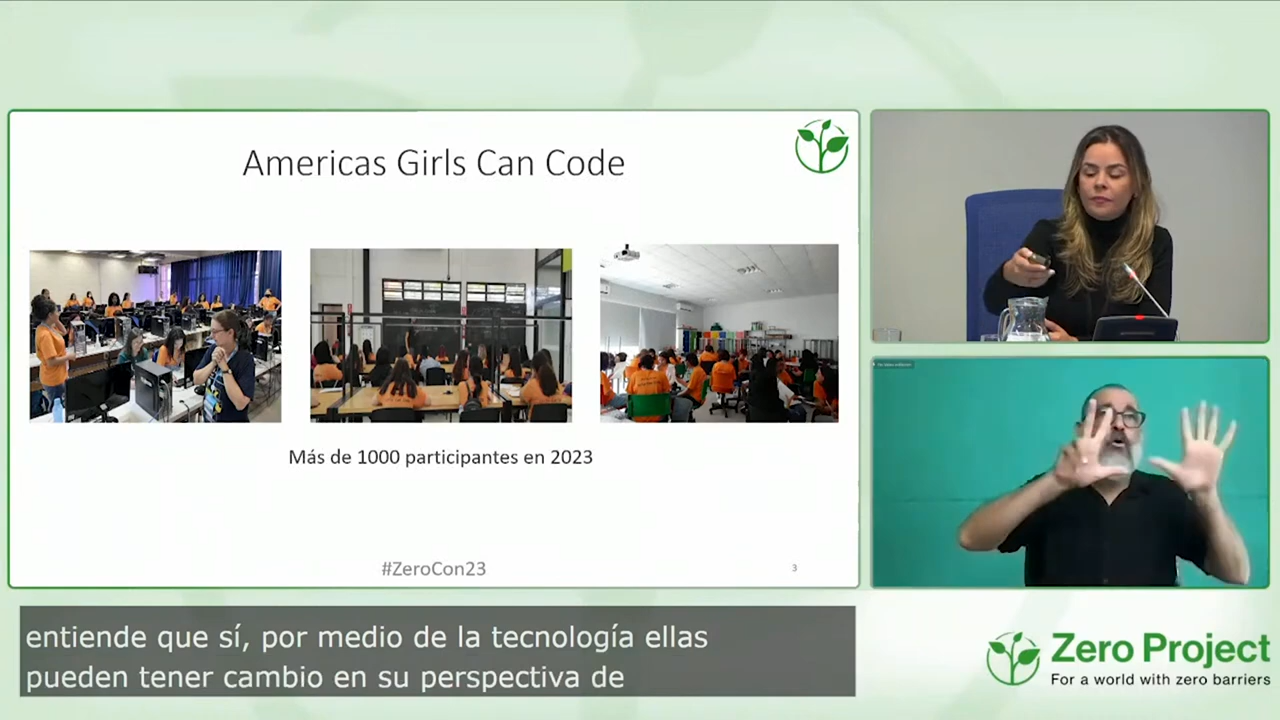 Americas Girls Can Code
Más de 1000 participantes en 2023
#ZeroCon23
3
entiende que sí, por medio de la tecnología ellas
pueden tener cambio en su perspectiva de
Zero Project
For a world with zero barriers